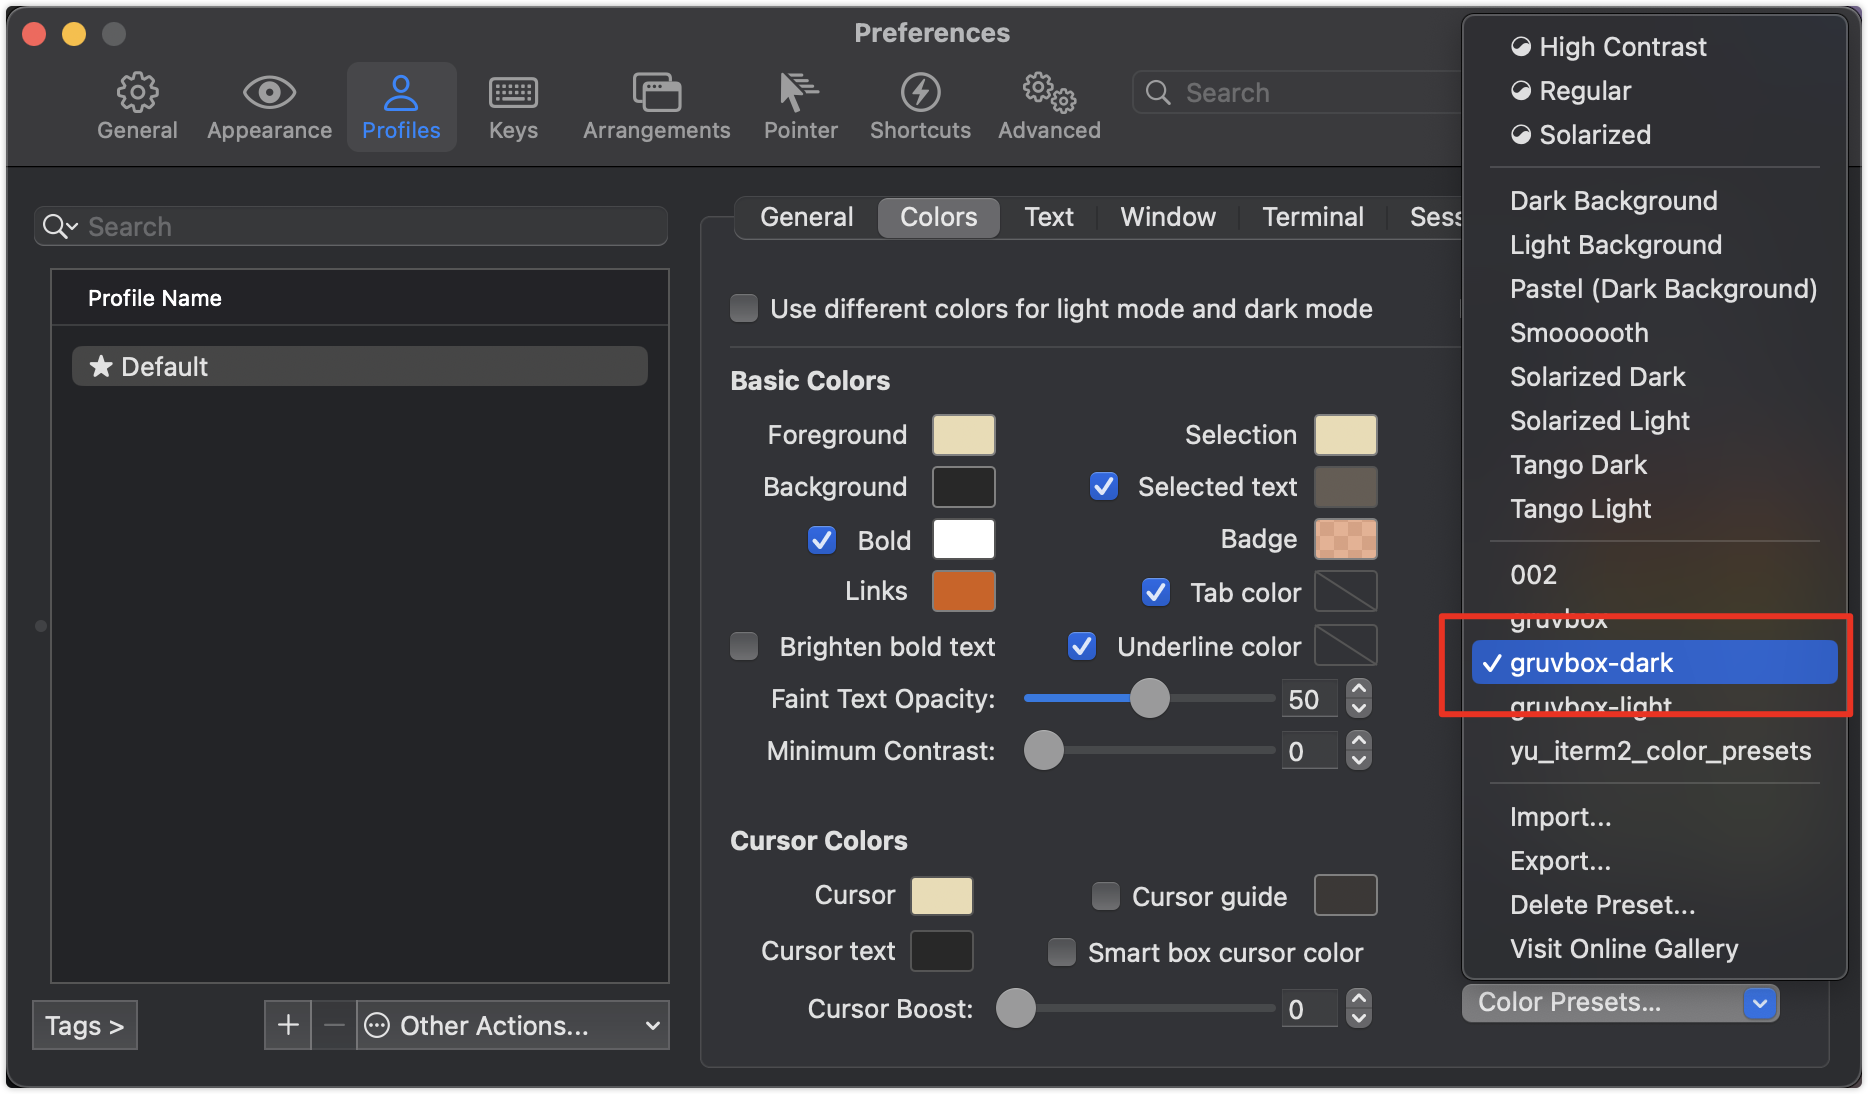 Preferences
General
Appearance
Profiles
Keys
Arrangements
Pointer
Shortcuts
Advanced
Search
Search
Profile Name
Default
Tags >
Other Actions...
General
Colors
Text
Window
Terminal
Sess
Use different colors for light mode and dark mode
Basic Colors
Foreground
Background
Bold
Links
Brighten bold text
Selection
Selected text
Badge
Tab color
Underline color
Faint Text Opacity: 50
Minimum Contrast: 0
Cursor Colors
Cursor
Cursor text
Cursor guide
Smart box cursor color
Cursor Boost: 0
High Contrast
Regular
Solarized
Dark Background
Light Background
Pastel (Dark Background)
Smoooooth
Solarized Dark
Solarized Light
Tango Dark
Tango Light
002
gruvbox
gruvbox-dark
gruvbox-light
yu_iterm2_color_presets
Import...
Export...
Delete Preset...
Visit Online Gallery
Color Presets...